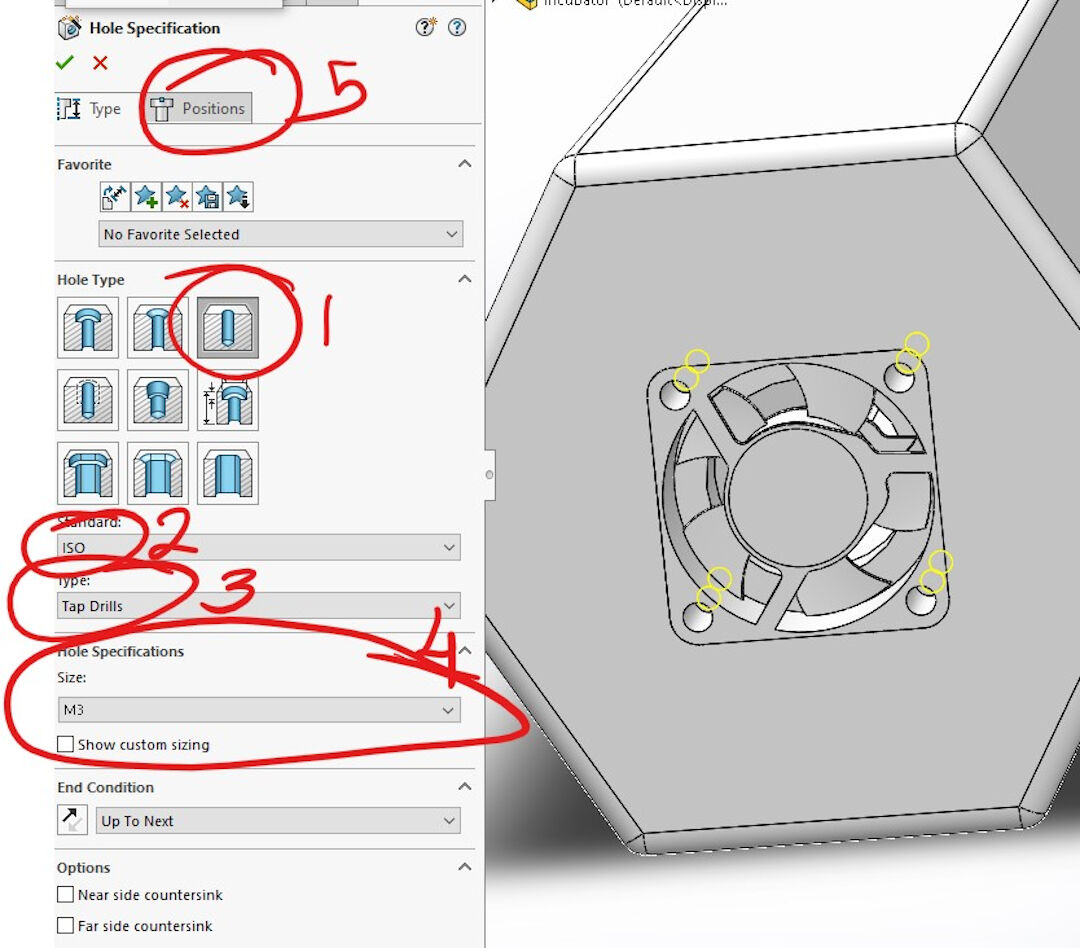 Incubator (Default<Displ...
Hole Specification
5
Type
Positions
Favorite
No Favorite Selected
Hole Type
1
Standard:
2
ISO
Type:
3
Tap Drills
4
Hole Specifications
Size:
M3
Show custom sizing
End Condition
Up To Next
Options
Near side countersink
Far side countersink